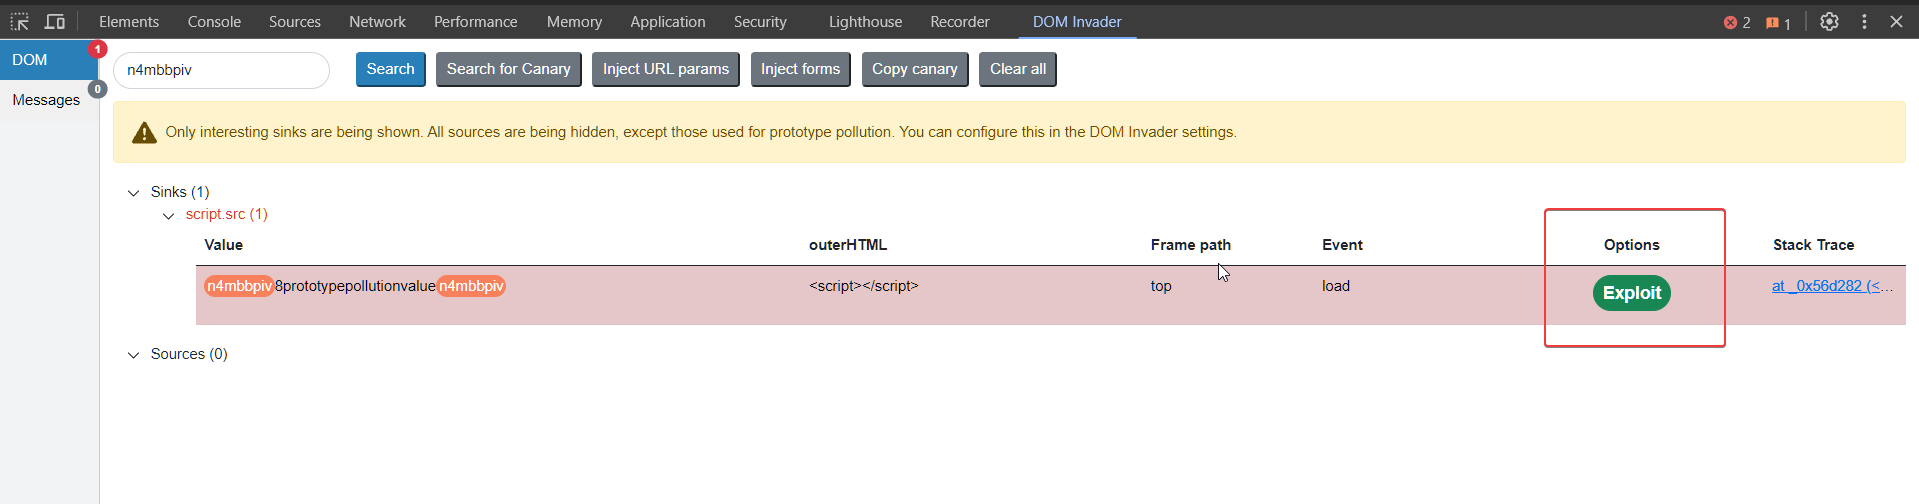 Elements Console Sources Network Performance Memory Application Security Lighthouse Recorder DOM Invader 2 1
DOM 1
Messages 0
n4mbbpiv Search Search for Canary Inject URL params Inject forms Copy canary Clear all
Only interesting sinks are being shown. All sources are being hidden, except those used for prototype pollution. You can configure this in the DOM Invader settings.
Sinks (1)
script.src (1)
Value outerHTML Frame path Event Options Stack Trace
n4mbbpiv8prototypepollutionvaluen4mbbpiv <script></script> top load Exploit at _0x56d282 (<...
Sources (0)